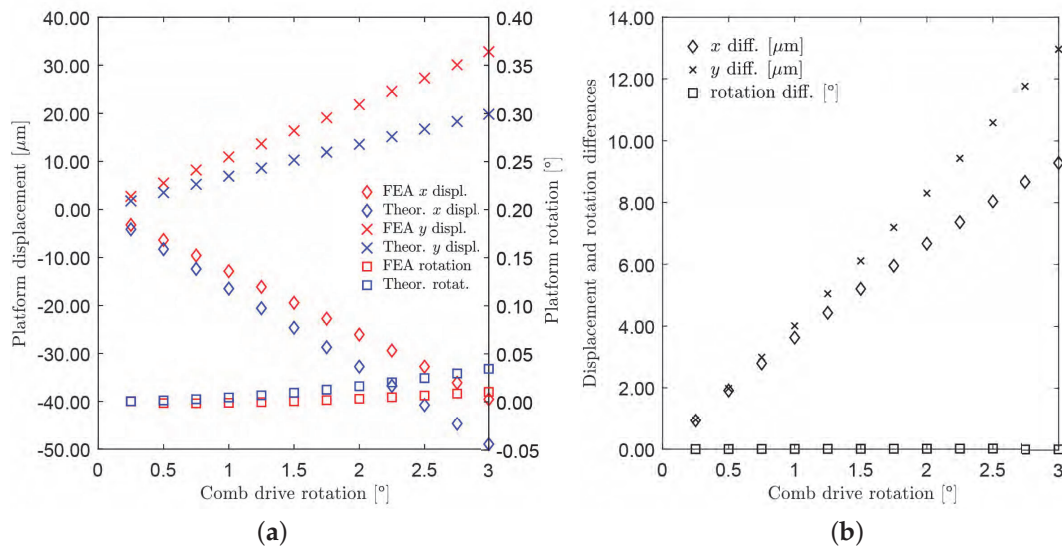 40.00
30.00
20.00
10.00
0.00
-10.00
-20.00
-30.00
-40.00
-50.00
Platform displacement [μm]
0 0.5 1 1.5 2 2.5 3
Comb drive rotation [°]
0.40
0.35
0.30
0.25
0.20
0.15
0.10
0.05
0.00
-0.05
Platform rotation [°]
FEA x displ.
Theor. x displ.
FEA y displ.
Theor. y displ.
FEA rotation
Theor. rotat.
(a)
14.00
12.00
10.00
8.00
6.00
4.00
2.00
0.00
Displacement and rotation differences
x diff. [μm]
y diff. [μm]
rotation diff. [°]
0 0.5 1 1.5 2 2.5 3
Comb drive rotation [°]
(b)